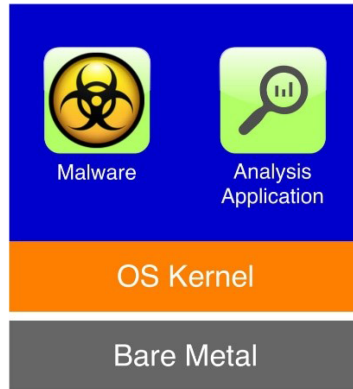 Malware
Analysis
Application
OS Kernel
Bare Metal